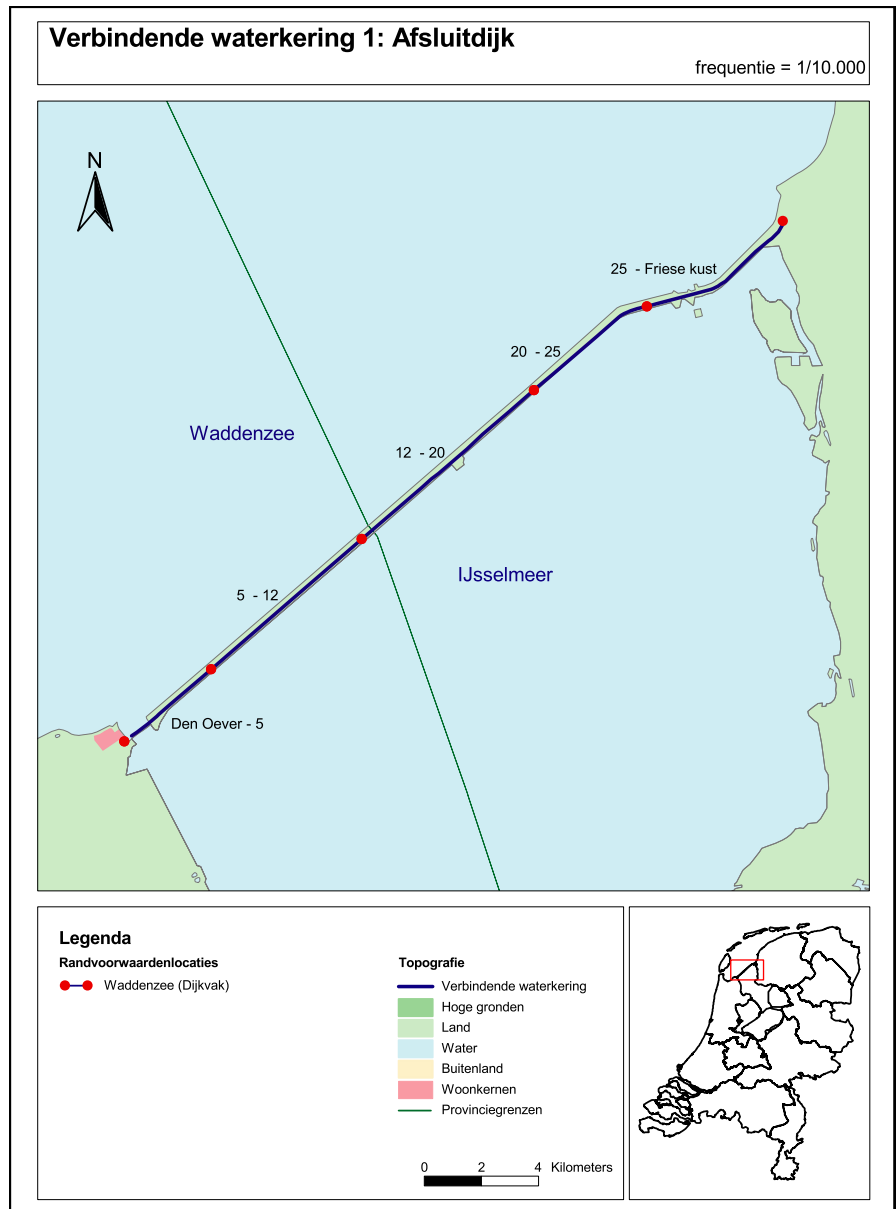 Verbindende waterkering 1: Afsluitdijk
frequentie = 1/10.000
N
25 - Friese kust
20 - 25
Waddenzee
12 - 20
IJsselmeer
5 - 12
Den Oever - 5
Legenda
Randvoorwaardenlocaties
Waddenzee (Dijkvak)
Topografie
Verbindende waterkering
Hoge gronden
Land
Water
Buitenland
Woonkernen
Provinciegrenzen
0 2 4 Kilometers